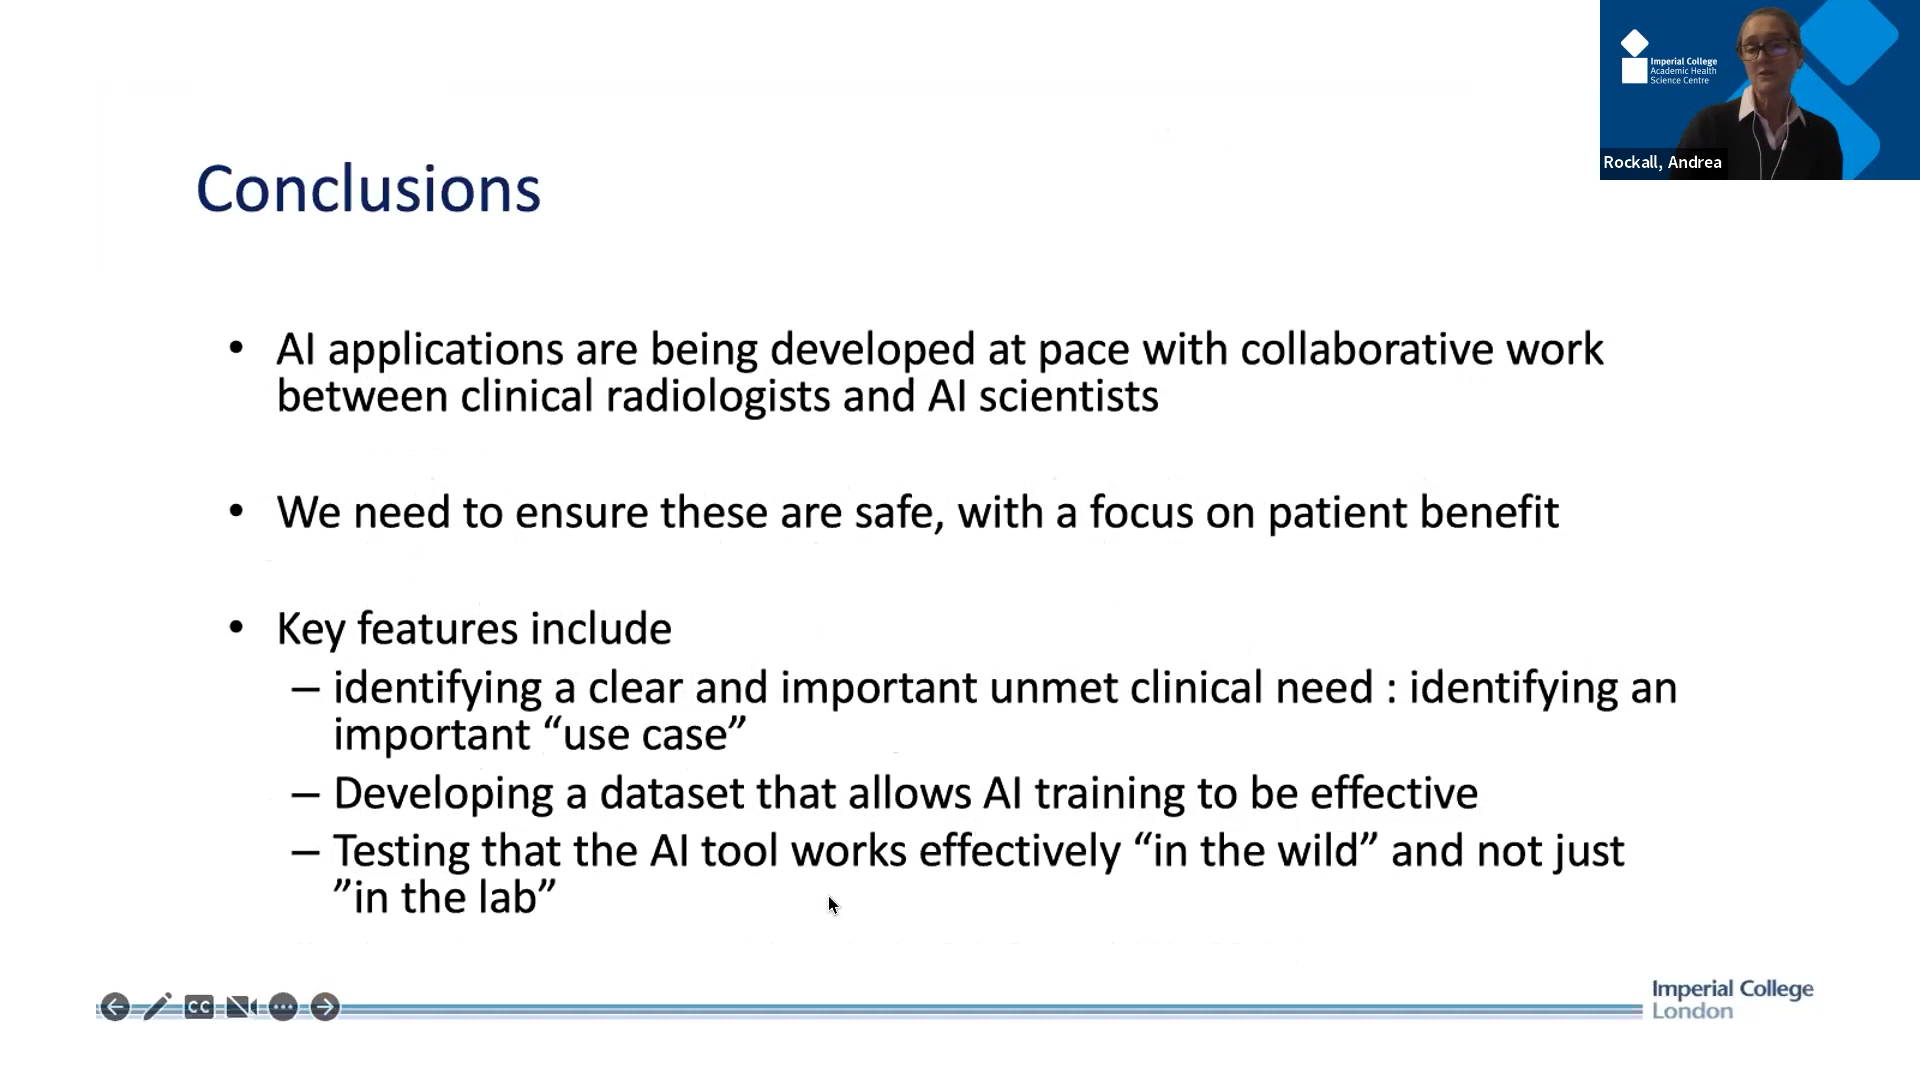 Imperial College
Academic Health
Science Centre
Rockall, Andrea
Conclusions
• AI applications are being developed at pace with collaborative work
between clinical radiologists and AI scientists
• We need to ensure these are safe, with a focus on patient benefit
• Key features include
– identifying a clear and important unmet clinical need : identifying an
important “use case”
– Developing a dataset that allows AI training to be effective
– Testing that the AI tool works effectively “in the wild” and not just
”in the lab”
CC
Imperial College
London